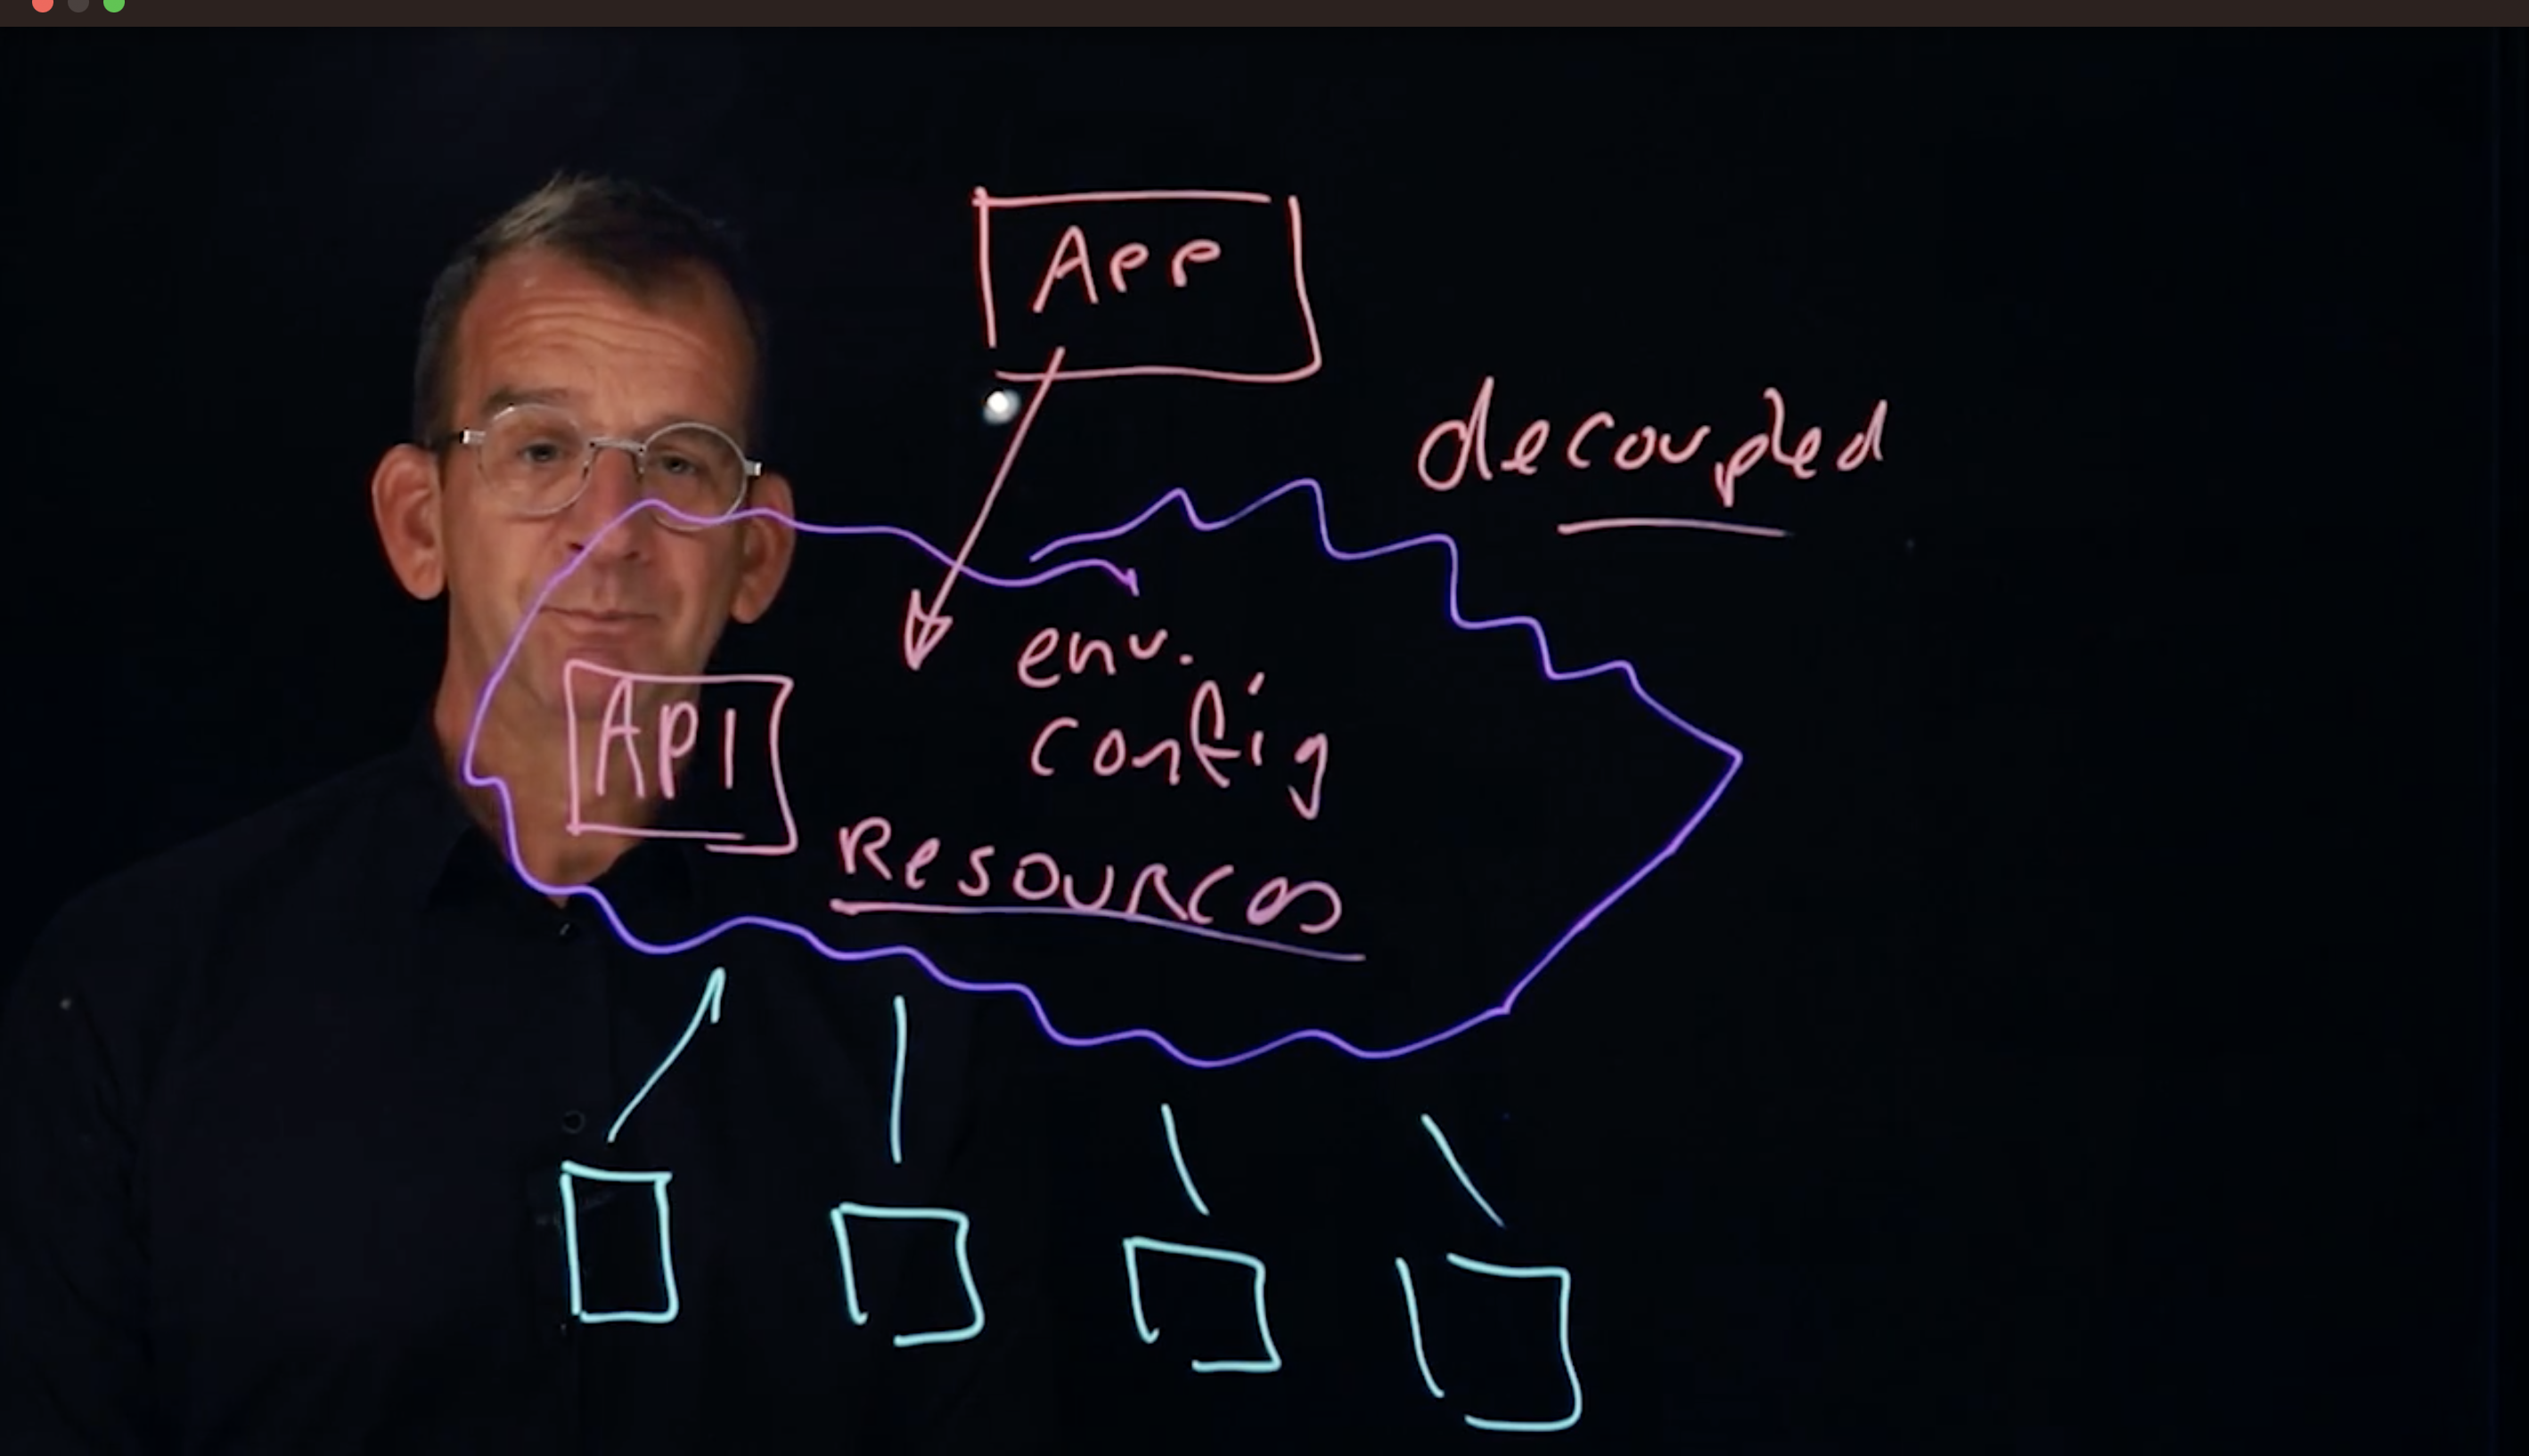 App
decoupled
env.
config
API
Resources